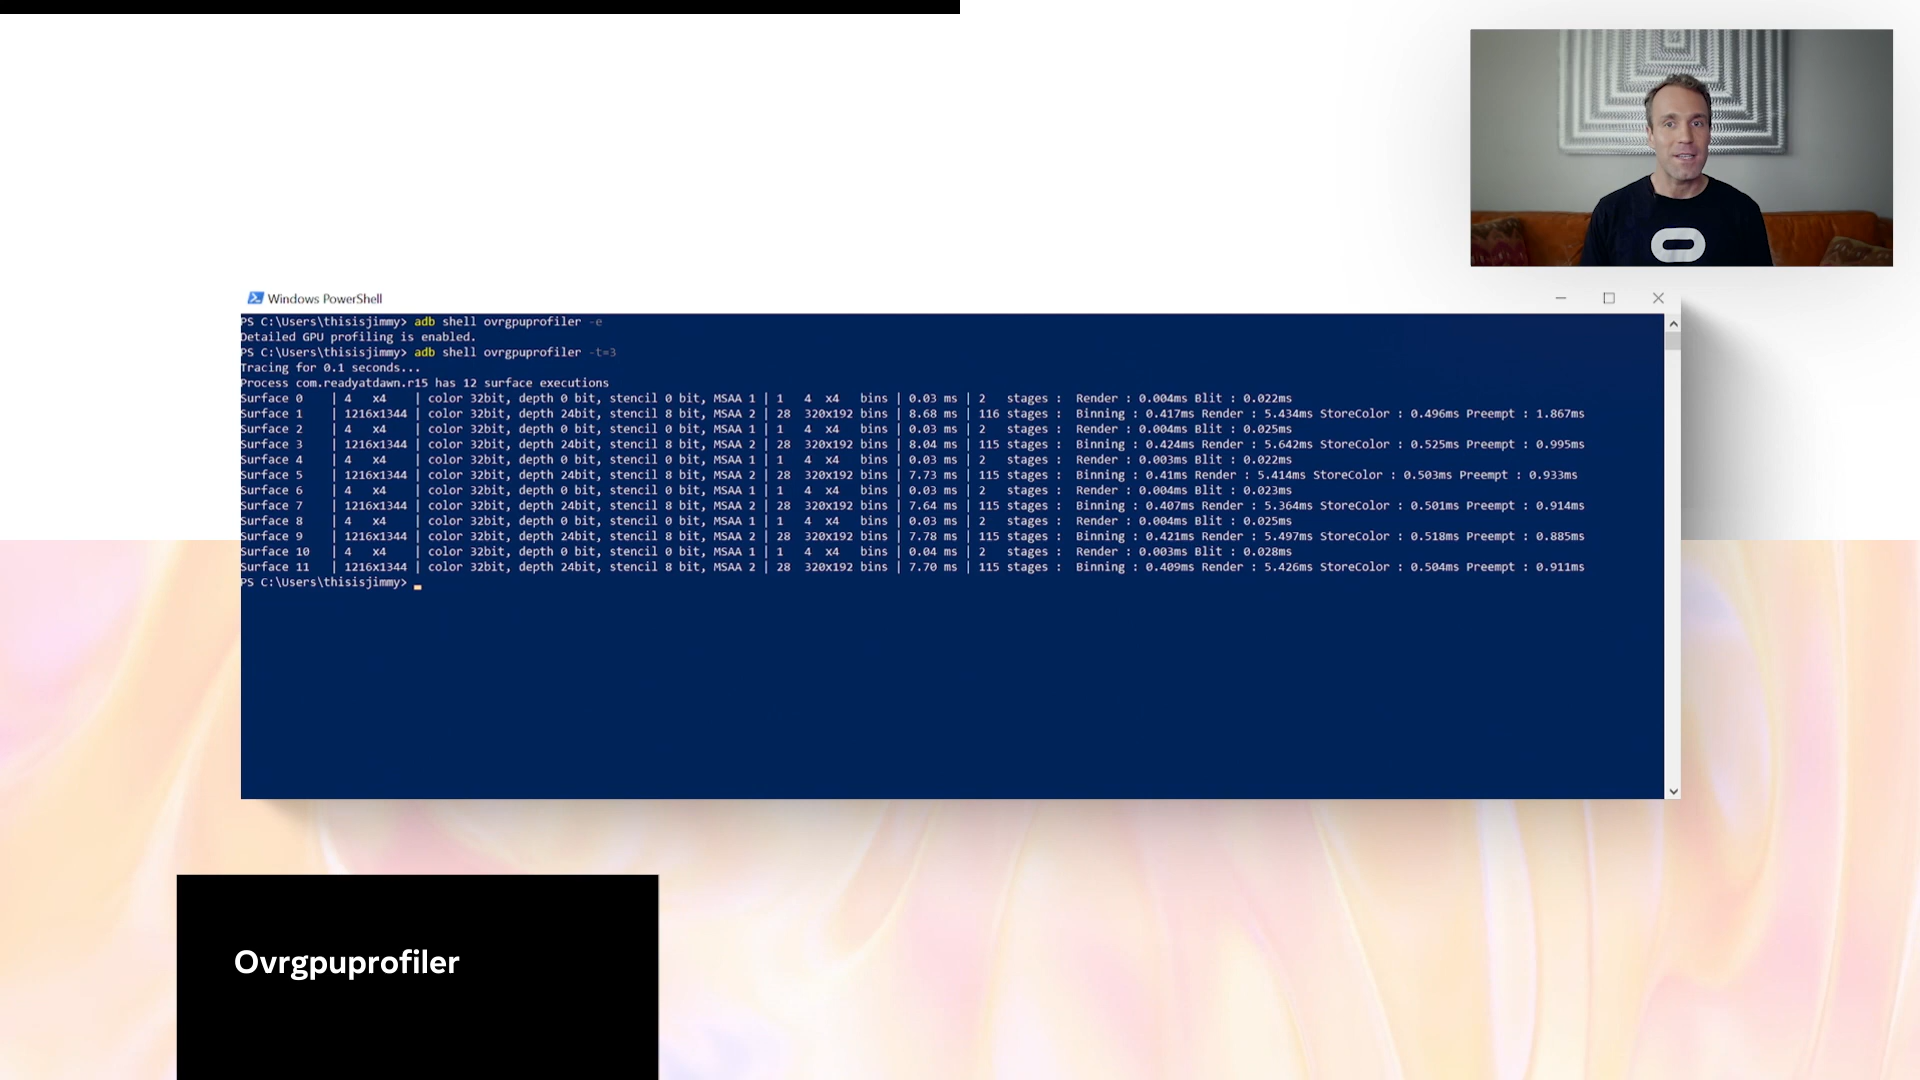 Windows PowerShell
PS C:\Users\thisisjimmy> adb shell ovrgpuprofiler -e
Detailed GPU profiling is enabled.
PS C:\Users\thisisjimmy> adb shell ovrgpuprofiler -t=3
Tracing for 0.1 seconds...
Process com.readyatdawn.r15 has 12 surface executions
Surface 0 | 4 x4 | color 32bit, depth 0 bit, stencil 0 bit, MSAA 1 | 1 4 x4 bins | 0.03 ms | 2 stages : Render : 0.004ms Blit : 0.022ms
Surface 1 | 1216x1344 | color 32bit, depth 24bit, stencil 8 bit, MSAA 2 | 28 320x192 bins | 8.68 ms | 116 stages : Binning : 0.417ms Render : 5.434ms StoreColor : 0.496ms Preempt : 1.867ms
Surface 2 | 4 x4 | color 32bit, depth 0 bit, stencil 0 bit, MSAA 1 | 1 4 x4 bins | 0.03 ms | 2 stages : Render : 0.004ms Blit : 0.025ms
Surface 3 | 1216x1344 | color 32bit, depth 24bit, stencil 8 bit, MSAA 2 | 28 320x192 bins | 8.04 ms | 115 stages : Binning : 0.424ms Render : 5.642ms StoreColor : 0.525ms Preempt : 0.995ms
Surface 4 | 4 x4 | color 32bit, depth 0 bit, stencil 0 bit, MSAA 1 | 1 4 x4 bins | 0.03 ms | 2 stages : Render : 0.003ms Blit : 0.022ms
Surface 5 | 1216x1344 | color 32bit, depth 24bit, stencil 8 bit, MSAA 2 | 28 320x192 bins | 7.73 ms | 115 stages : Binning : 0.41ms Render : 5.414ms StoreColor : 0.503ms Preempt : 0.933ms
Surface 6 | 4 x4 | color 32bit, depth 0 bit, stencil 0 bit, MSAA 1 | 1 4 x4 bins | 0.03 ms | 2 stages : Render : 0.004ms Blit : 0.023ms
Surface 7 | 1216x1344 | color 32bit, depth 24bit, stencil 8 bit, MSAA 2 | 28 320x192 bins | 7.64 ms | 115 stages : Binning : 0.407ms Render : 5.364ms StoreColor : 0.501ms Preempt : 0.914ms
Surface 8 | 4 x4 | color 32bit, depth 0 bit, stencil 0 bit, MSAA 1 | 1 4 x4 bins | 0.03 ms | 2 stages : Render : 0.004ms Blit : 0.025ms
Surface 9 | 1216x1344 | color 32bit, depth 24bit, stencil 8 bit, MSAA 2 | 28 320x192 bins | 7.78 ms | 115 stages : Binning : 0.421ms Render : 5.497ms StoreColor : 0.518ms Preempt : 0.885ms
Surface 10 | 4 x4 | color 32bit, depth 0 bit, stencil 0 bit, MSAA 1 | 1 4 x4 bins | 0.04 ms | 2 stages : Render : 0.003ms Blit : 0.028ms
Surface 11 | 1216x1344 | color 32bit, depth 24bit, stencil 8 bit, MSAA 2 | 28 320x192 bins | 7.70 ms | 115 stages : Binning : 0.409ms Render : 5.426ms StoreColor : 0.504ms Preempt : 0.911ms
PS C:\Users\thisisjimmy>
Ovrgpuprofiler